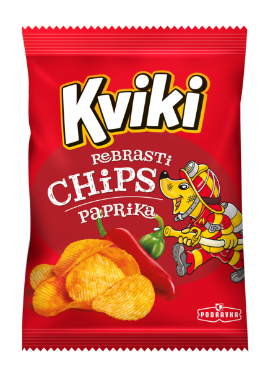 Kviki
REBRASTI
CHiPS
PAPRiKA
PODRAVKA